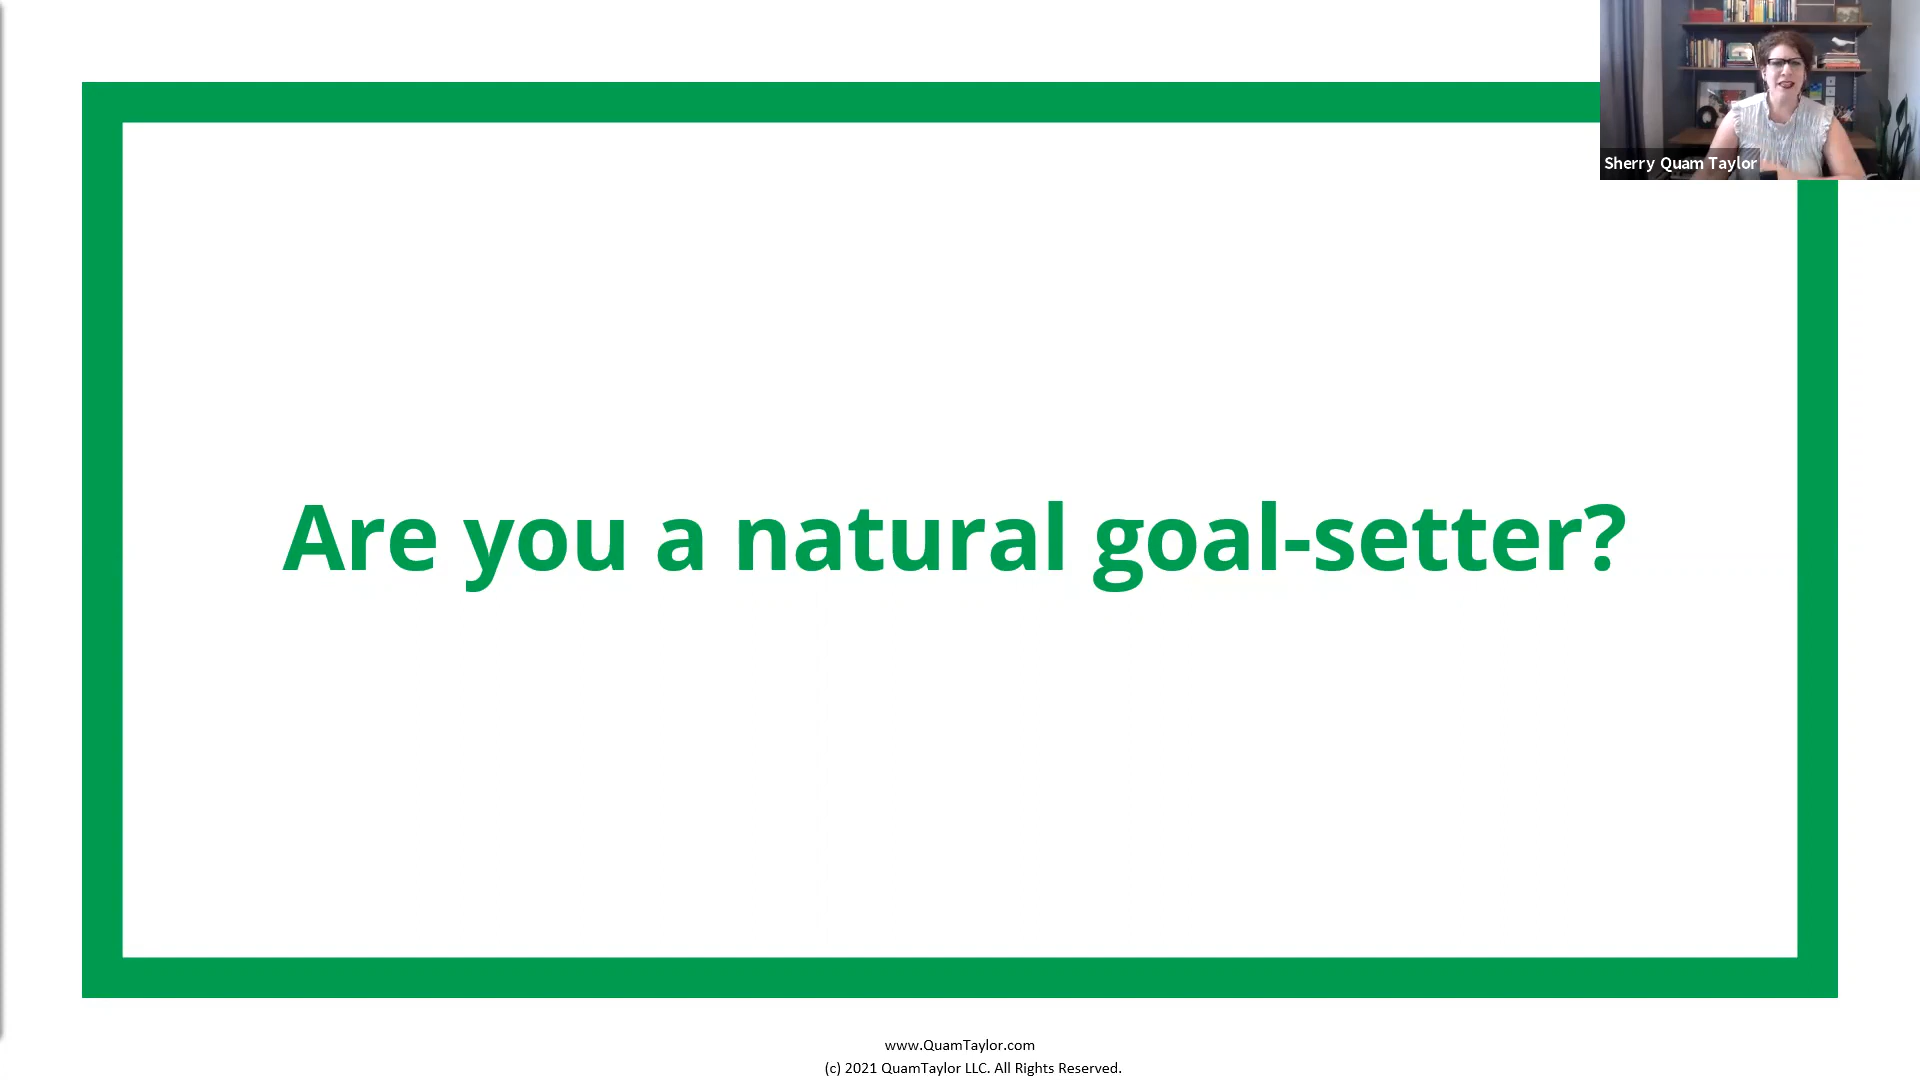 Sherry Quam Taylor
Are you a natural goal-setter?
www.QuamTaylor.com
(c) 2021 QuamTaylor LLC. All Rights Reserved.